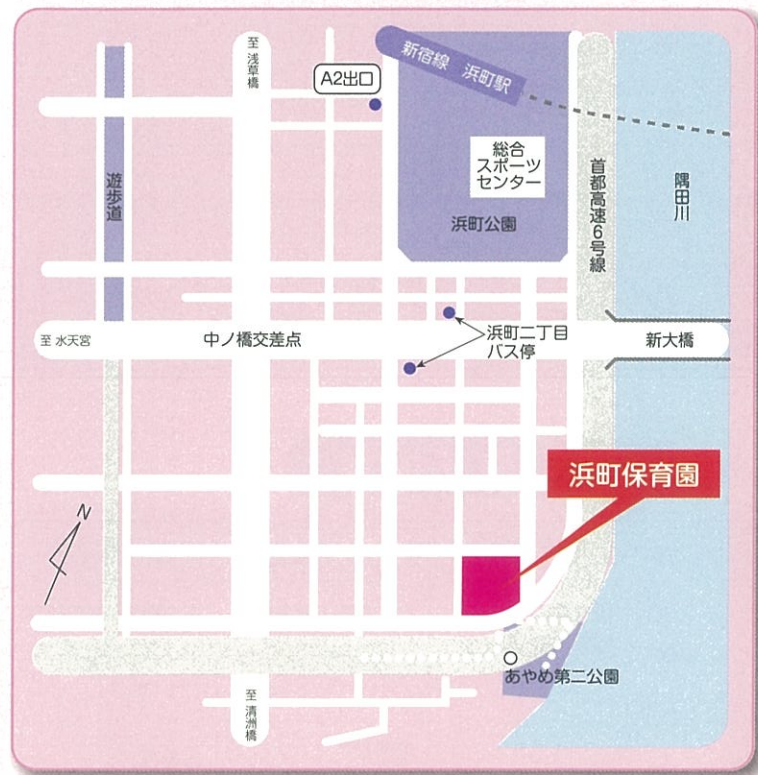 至 浅草橋
A2出口
新宿線 浜町駅
総合
スポーツ
センター
浜町公園
遊歩道
首都高速6号線
隅田川
至 水天宮
中ノ橋交差点
浜町二丁目
バス停
新大橋
浜町保育園
N
あやめ第二公園
至 清洲橋